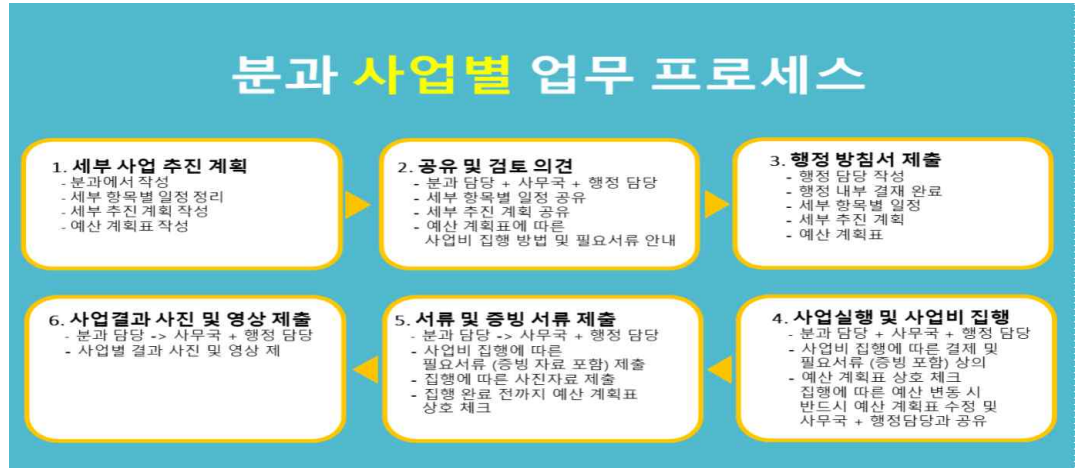 분과 사업별 업무 프로세스
1. 세부 사업 추진 계획
- 분과에서 작성
- 세부 항목별 일정 정리
- 세부 추진 계획 작성
- 예산 계획표 작성
2. 공유 및 검토 의견
- 분과 담당 + 사무국 + 행정 담당
- 세부 항목별 일정 공유
- 세부 추진 계획 공유
- 예산 계획표에 따른
사업비 집행 방법 및 필요서류 안내
3. 행정 방침서 제출
- 행정 담당 작성
- 행정 내부 결재 완료
- 세부 항목별 일정
- 세부 추진 계획
- 예산 계획표
4. 사업실행 및 사업비 집행
- 분과 담당 + 사무국 + 행정 담당
- 사업비 집행에 따른 결제 및
필요서류 (증빙 포함) 상의
- 예산 계획표 상호 체크
집행에 따른 예산 변동 시
반드시 예산 계획표 수정 및
사무국 + 행정담당과 공유
5. 서류 및 증빙 서류 제출
- 분과 담당 -> 사무국 + 행정 담당
- 사업비 집행에 따른
필요서류 (증빙 자료 포함) 제출
- 집행에 따른 사진자료 제출
- 집행 완료 전까지 예산 계획표
상호 체크
6. 사업결과 사진 및 영상 제출
- 분과 담당 -> 사무국 + 행정 담당
- 사업별 결과 사진 및 영상 제